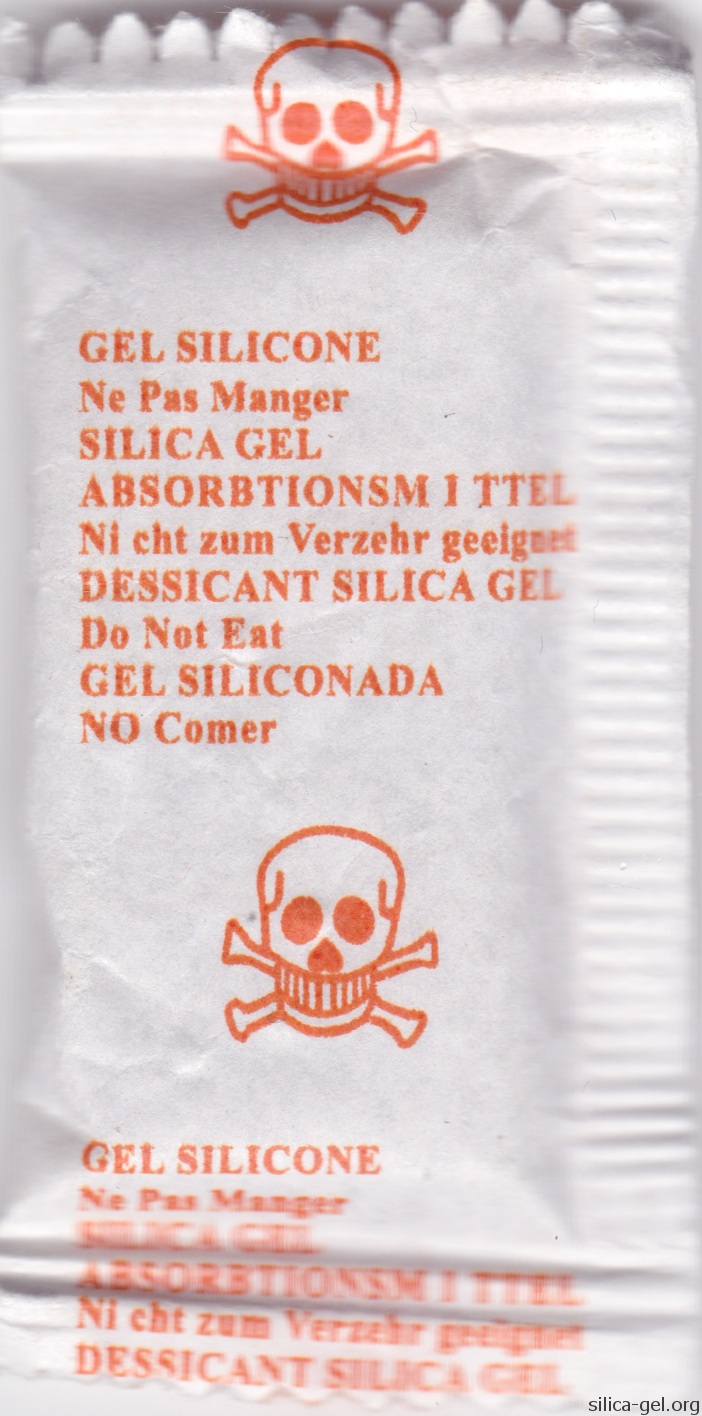 GEL SILICONE
Ne Pas Manger
SILICA GEL
ABSORBTIONSM I TTEL
Ni cht zum Verzehr geeignet
DESSICANT SILICA GEL
Do Not Eat
GEL SILICONADA
NO Comer
GEL SILICONE
Ne Pas Manger
SILICA GEL
ABSORBTIONSM I TTEL
Ni cht zum Verzehr geeignet
DESSICANT SILICA GEL
silica-gel.org